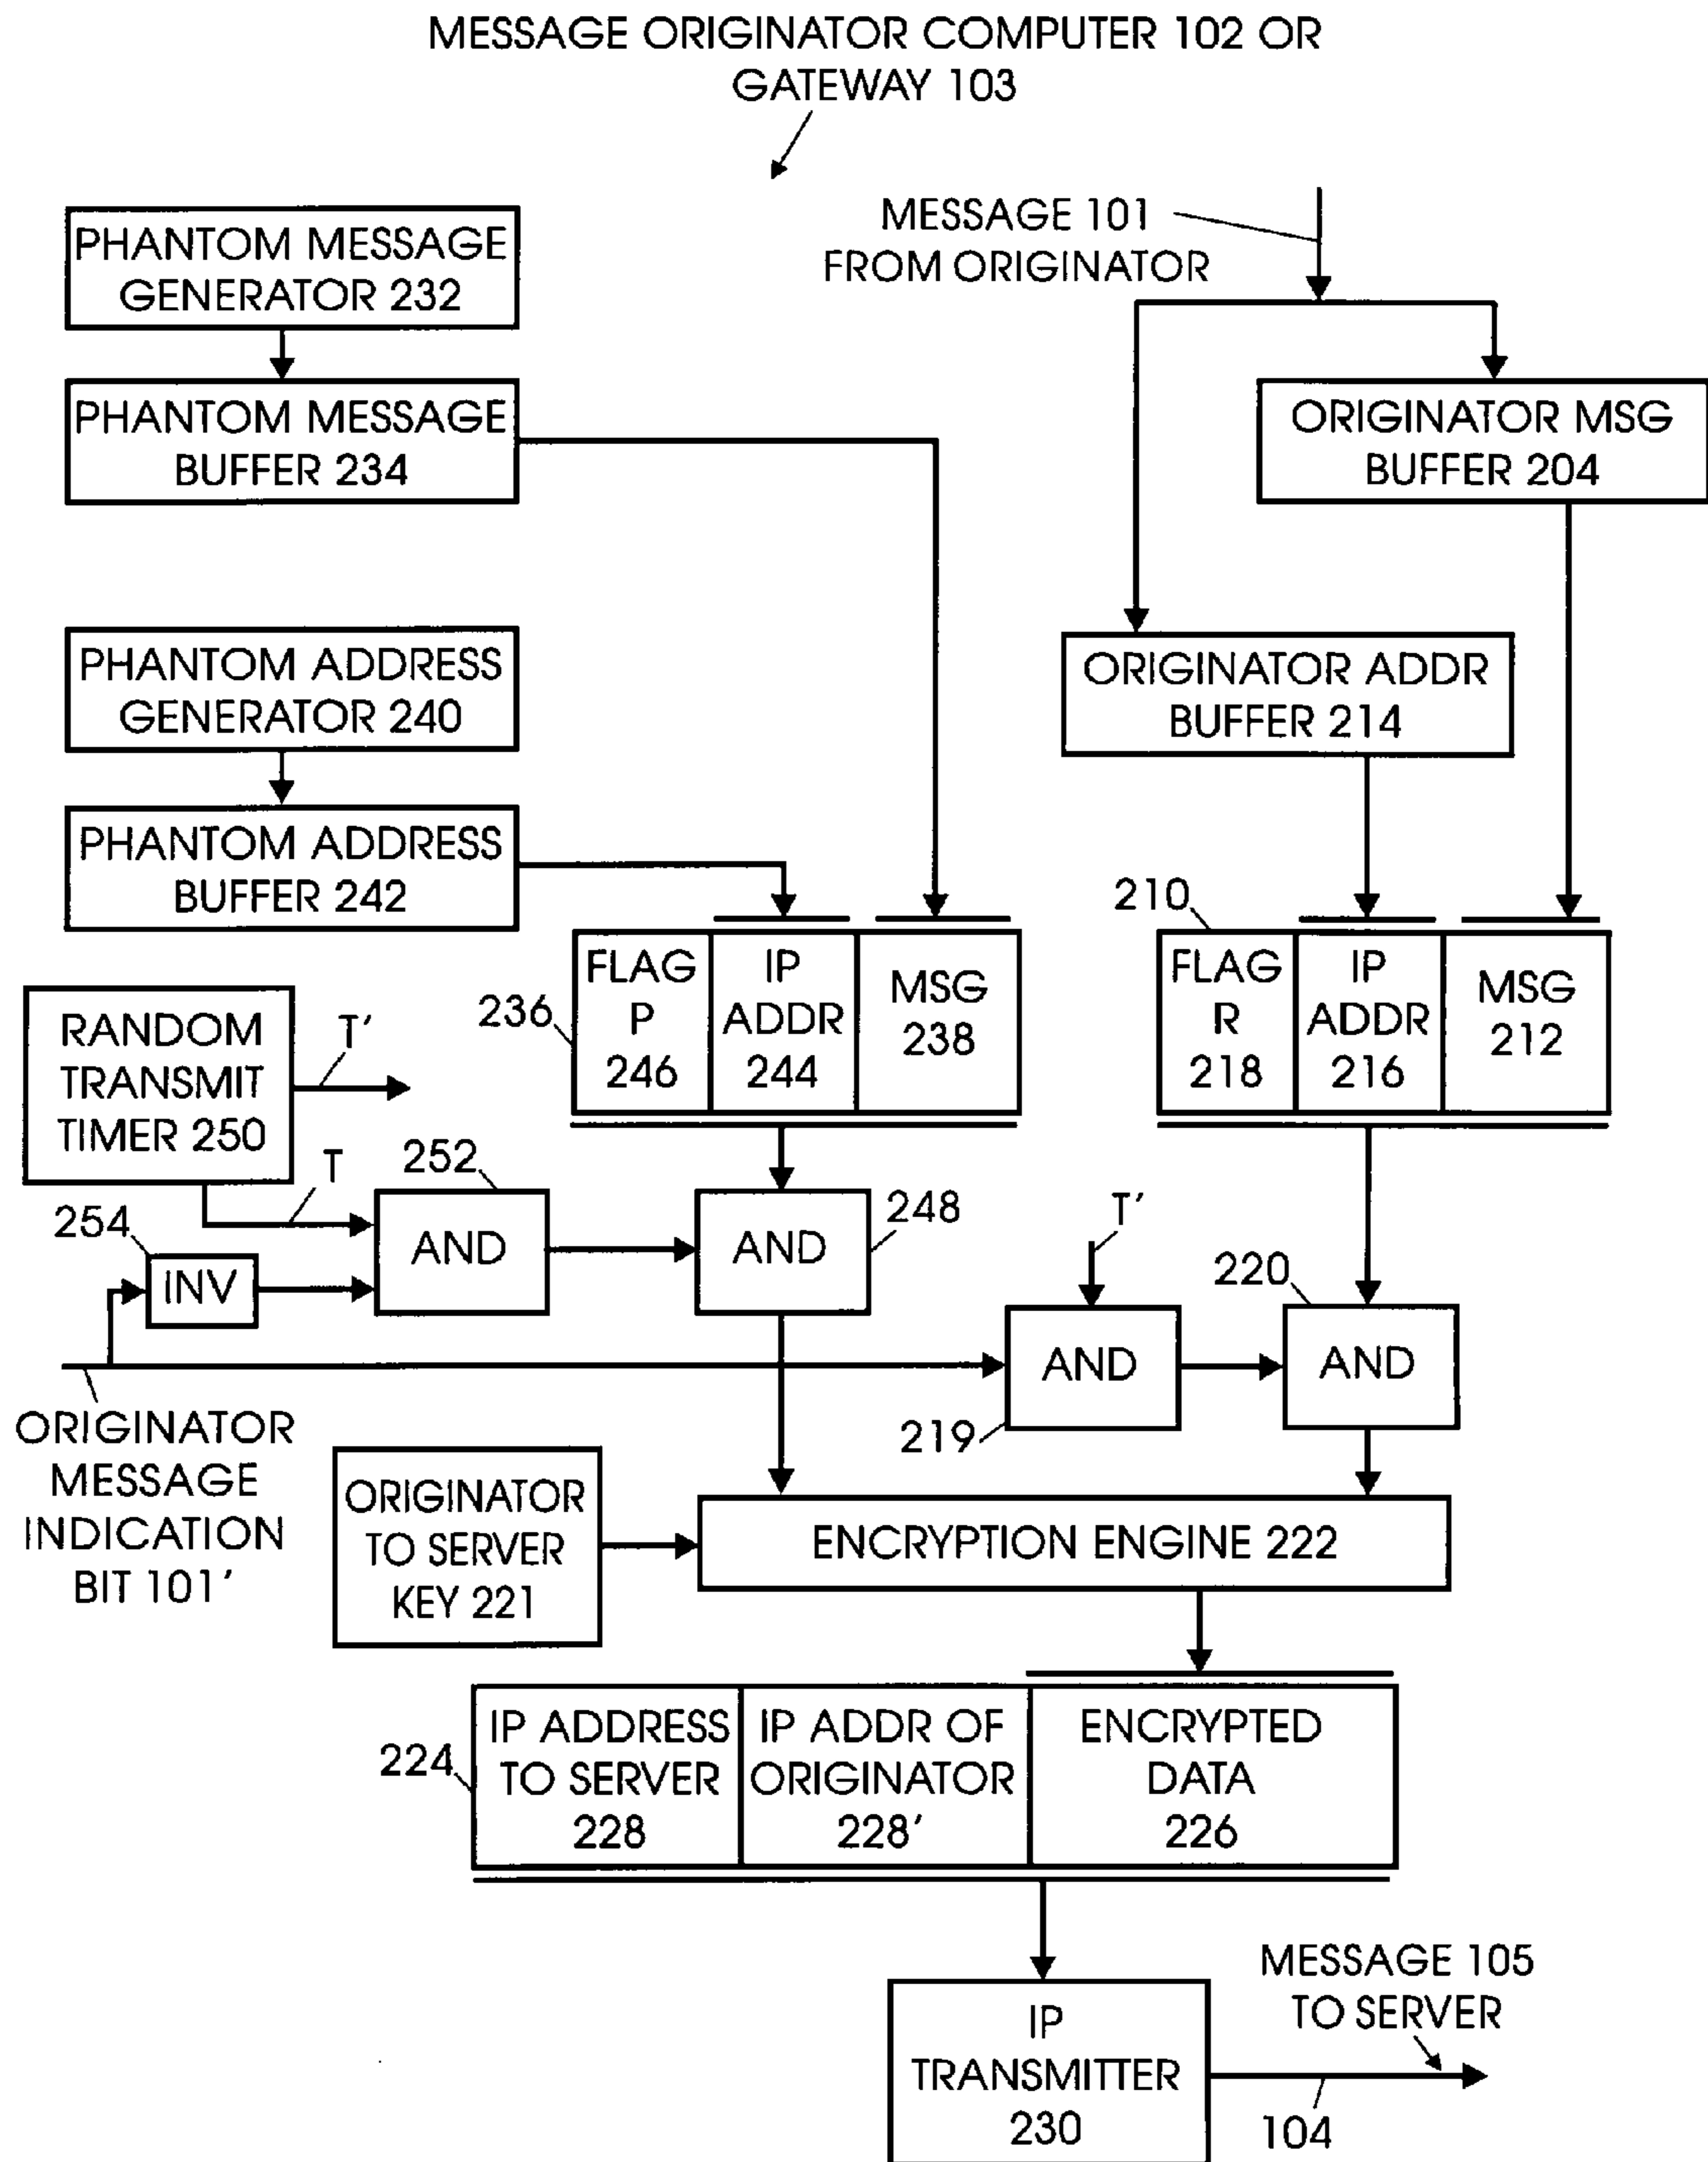 MESSAGE ORIGINATOR COMPUTER 102 OR
GATEWAY 103
PHANTOM MESSAGE
GENERATOR 232
MESSAGE 101
FROM ORIGINATOR
PHANTOM MESSAGE
BUFFER 234
ORIGINATOR MSG
BUFFER 204
PHANTOM ADDRESS
GENERATOR 240
ORIGINATOR ADDR
BUFFER 214
PHANTOM ADDRESS
BUFFER 242
236
FLAG
P
246
IP
ADDR
244
MSG
238
210
FLAG
R
218
IP
ADDR
216
MSG
212
RANDOM
TRANSMIT
TIMER 250
T'
T
252
AND
248
AND
254
INV
T'
219
AND
220
AND
ORIGINATOR
MESSAGE
INDICATION
BIT 101'
ORIGINATOR
TO SERVER
KEY 221
ENCRYPTION ENGINE 222
224
IP ADDRESS
TO SERVER
228
IP ADDR OF
ORIGINATOR
228'
ENCRYPTED
DATA
226
IP
TRANSMITTER
230
MESSAGE 105
TO SERVER
104